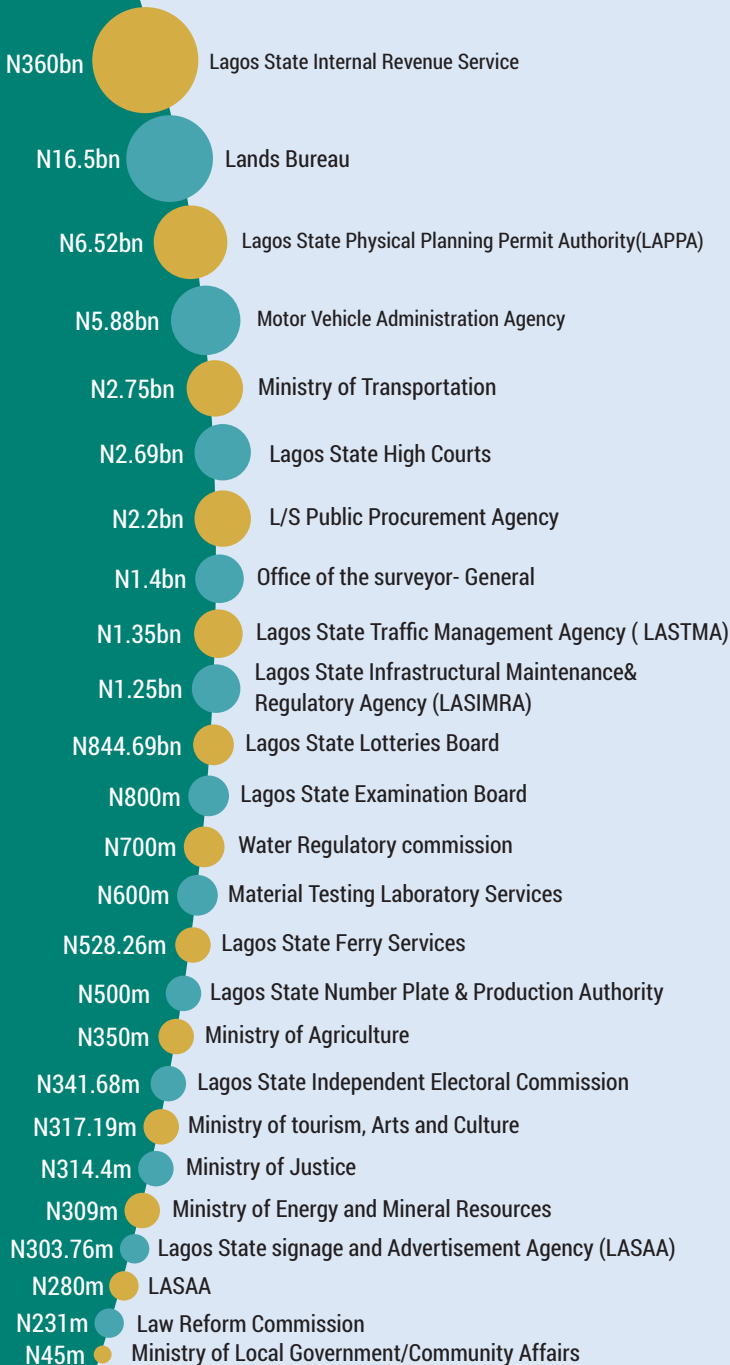 N360bn Lagos State Internal Revenue Service
N16.5bn Lands Bureau
N6.52bn Lagos State Physical Planning Permit Authority(LAPPA)
N5.88bn Motor Vehicle Administration Agency
N2.75bn Ministry of Transportation
N2.69bn Lagos State High Courts
N2.2bn L/S Public Procurement Agency
N1.4bn Office of the surveyor- General
N1.35bn Lagos State Traffic Management Agency ( LASTMA)
N1.25bn Lagos State Infrastructural Maintenance&
Regulatory Agency (LASIMRA)
N844.69bn Lagos State Lotteries Board
N800m Lagos State Examination Board
N700m Water Regulatory commission
N600m Material Testing Laboratory Services
N528.26m Lagos State Ferry Services
N500m Lagos State Number Plate & Production Authority
N350m Ministry of Agriculture
N341.68m Lagos State Independent Electoral Commission
N317.19m Ministry of tourism, Arts and Culture
N314.4m Ministry of Justice
N309m Ministry of Energy and Mineral Resources
N303.76m Lagos State signage and Advertisement Agency (LASAA)
N280m LASAA
N231m Law Reform Commission
N45m Ministry of Local Government/Community Affairs